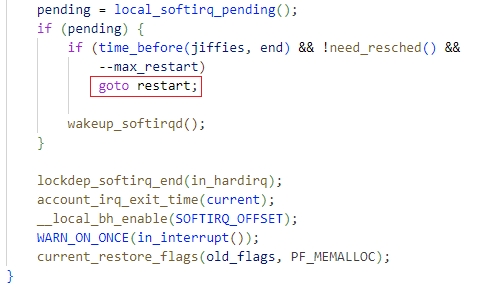 pending = local_softirq_pending();
if (pending) {
if (time_before(jiffies, end) && !need_resched() &&
--max_restart)
goto restart;
wakeup_softirqd();
}
lockdep_softirq_end(in_hardirq);
account_irq_exit_time(current);
__local_bh_enable(SOFTIRQ_OFFSET);
WARN_ON_ONCE(in_interrupt());
current_restore_flags(old_flags, PF_MEMALLOC);
}